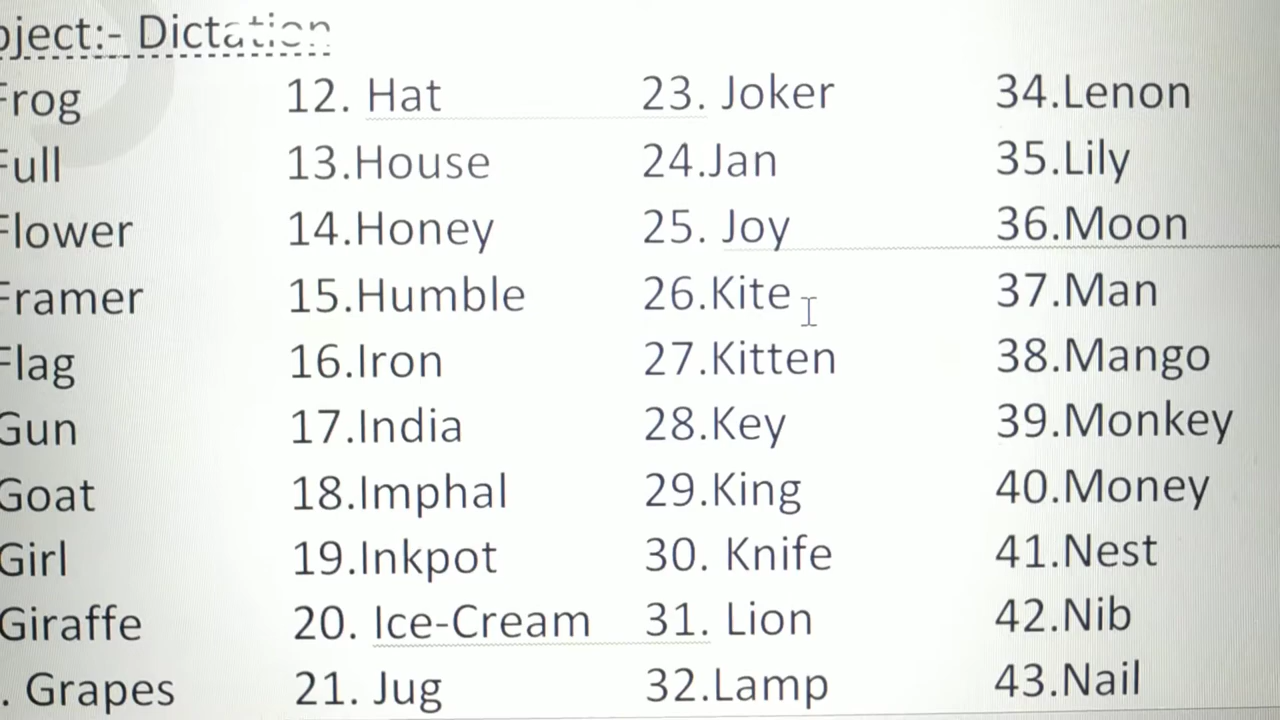 oject:- Dictation
Frog 12. Hat 23. Joker 34.Lenon
Full 13.House 24.Jan 35.Lily
Flower 14.Honey 25. Joy 36.Moon
Framer 15.Humble 26.Kite 37.Man
Flag 16.Iron 27.Kitten 38.Mango
Gun 17.India 28.Key 39.Monkey
Goat 18.Imphal 29.King 40.Money
Girl 19.Inkpot 30. Knife 41.Nest
Giraffe 20. Ice-Cream 31. Lion 42.Nib
. Grapes 21. Jug 32.Lamp 43.Nail